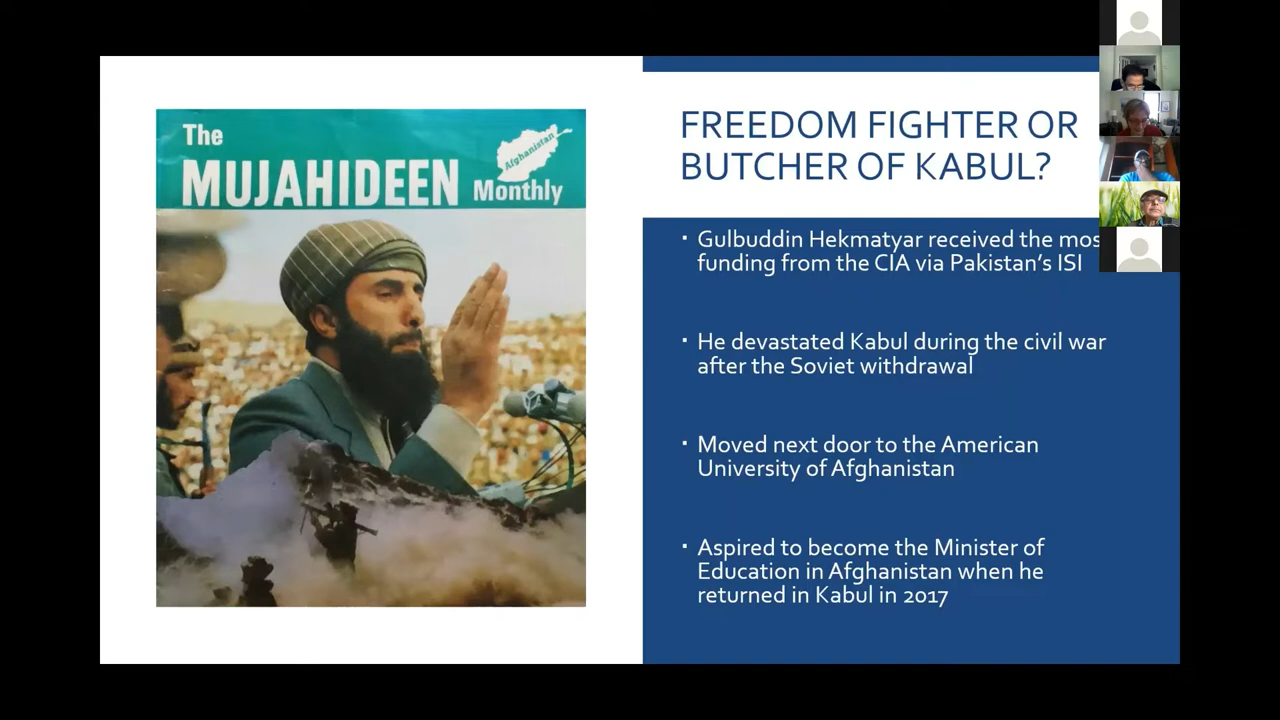 The
MUJAHIDEEN
Afghanistan
Monthly
FREEDOM FIGHTER OR
BUTCHER OF KABUL?
▪ Gulbuddin Hekmatyar received the mos
funding from the CIA via Pakistan's ISI
▪ He devastated Kabul during the civil war
after the Soviet withdrawal
▪ Moved next door to the American
University of Afghanistan
▪ Aspired to become the Minister of
Education in Afghanistan when he
returned in Kabul in 2017